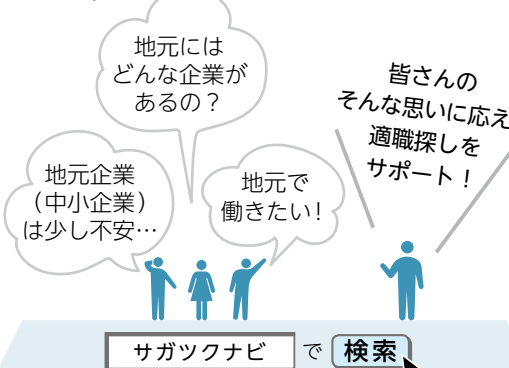 地元には
どんな企業が
あるの？
皆さんの
そんな思いに応え
適職探しを
サポート！
地元企業
（中小企業）
は少し不安…
地元で
働きたい！
サガツクナビ で 検索